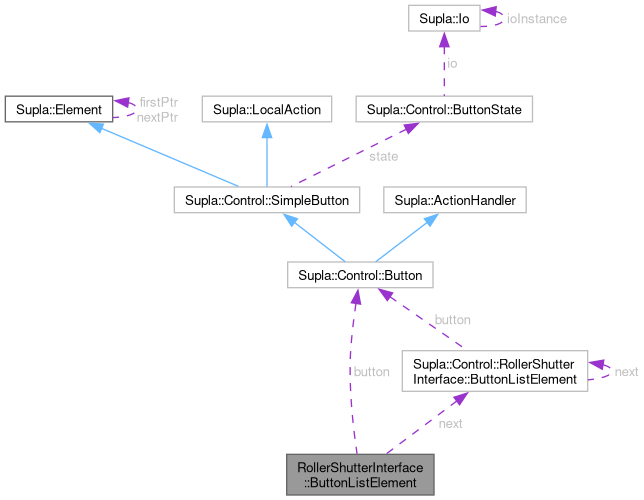 Supla::Io
ioInstance
io
Supla::Element
firstPtr
nextPtr
Supla::LocalAction
Supla::Control::ButtonState
state
Supla::Control::SimpleButton
Supla::ActionHandler
Supla::Control::Button
button
button
Supla::Control::RollerShutter
Interface::ButtonListElement
next
next
RollerShutterInterface
::ButtonListElement